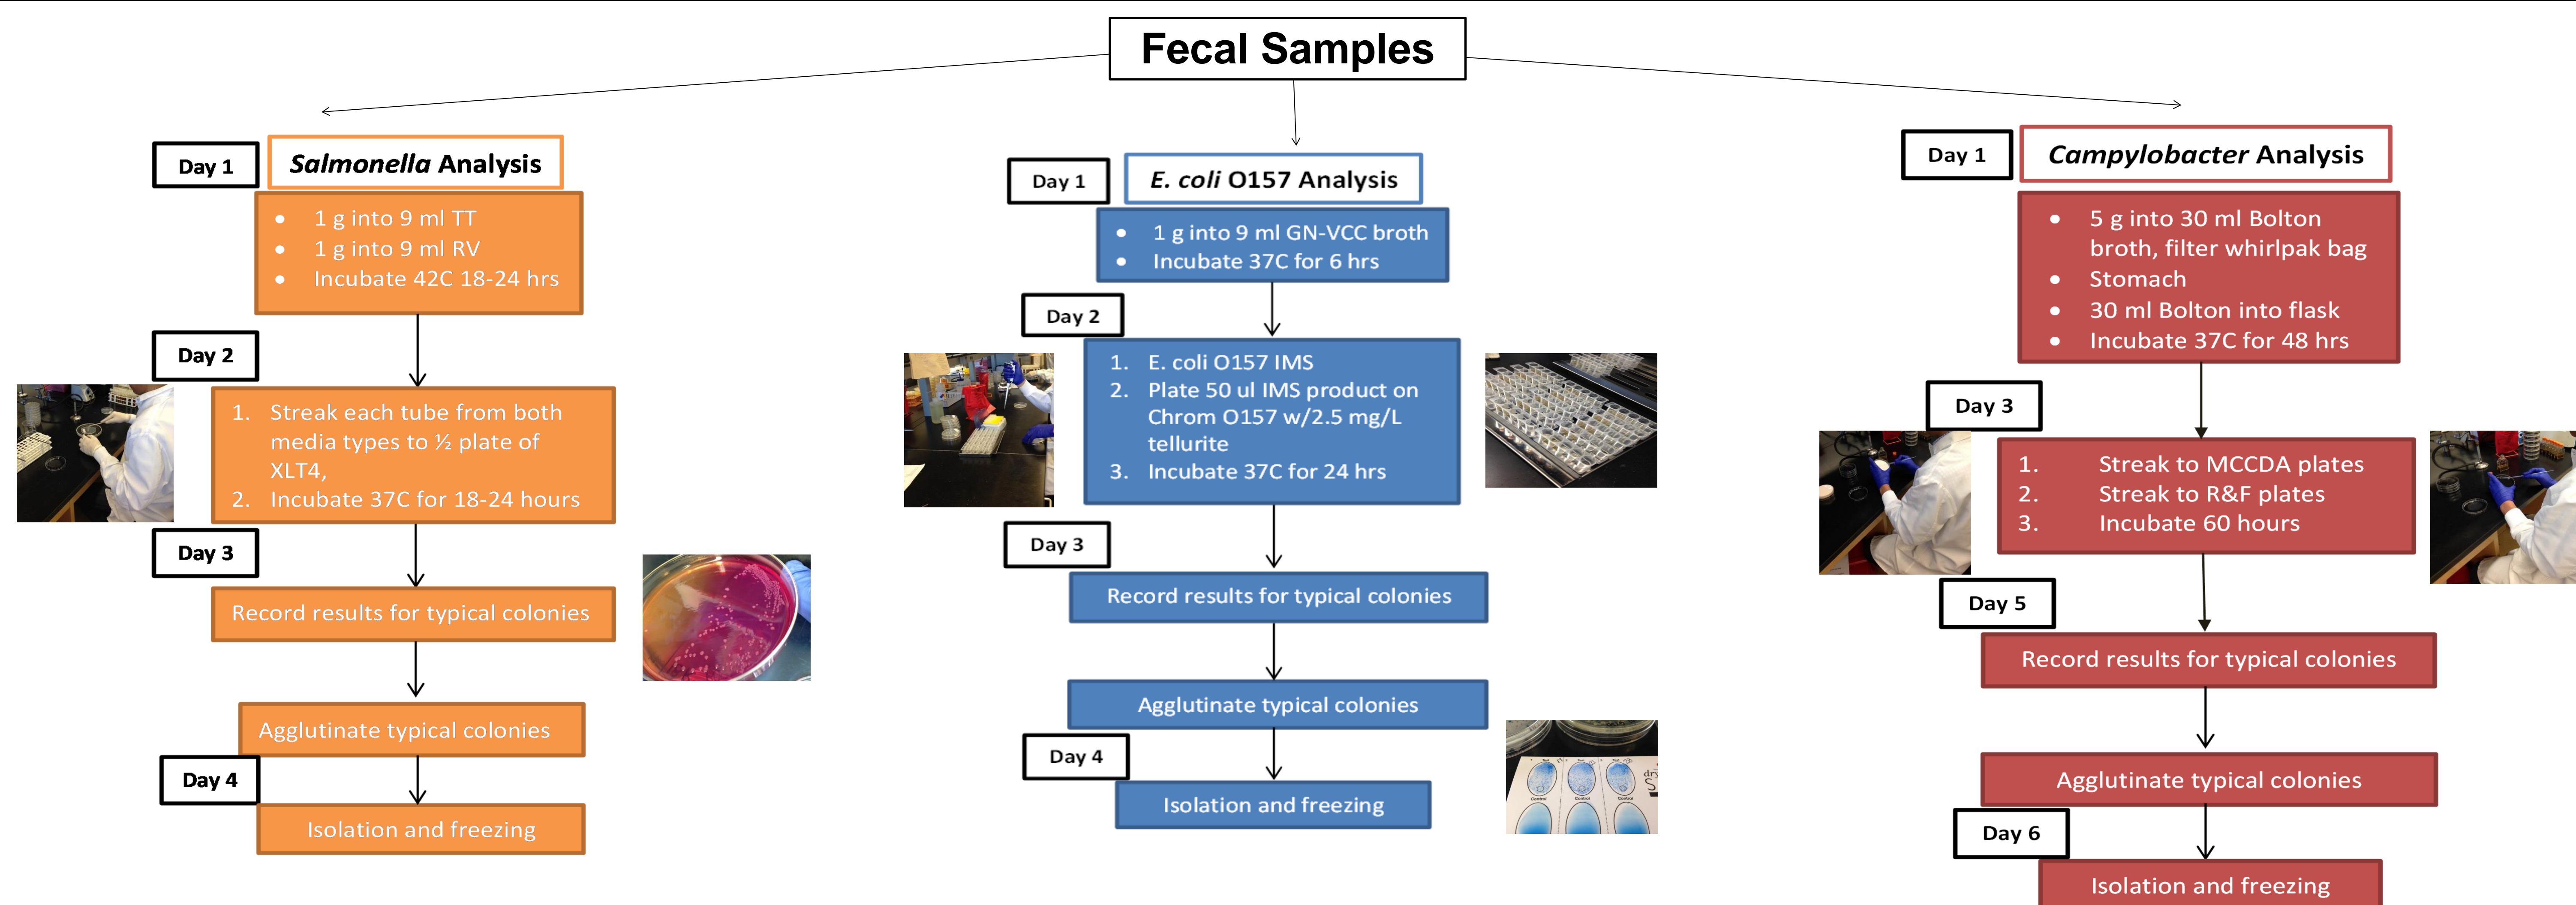 Fecal Samples
Day 1
Salmonella Analysis
• 1 g into 9 ml TT
• 1 g into 9 ml RV
• Incubate 42C 18-24 hrs
Day 2
1. Streak each tube from both
media types to ½ plate of
XLT4,
2. Incubate 37C for 18-24 hours
Day 3
Record results for typical colonies
Agglutinate typical colonies
Day 4
Isolation and freezing
Day 1
E. coli O157 Analysis
• 1 g into 9 ml GN-VCC broth
• Incubate 37C for 6 hrs
Day 2
1. E. coli O157 IMS
2. Plate 50 ul IMS product on
Chrom O157 w/2.5 mg/L
tellurite
3. Incubate 37C for 24 hrs
Day 3
Record results for typical colonies
Agglutinate typical colonies
Day 4
Isolation and freezing
Test Test Test
Control Control Control
Day 1
Campylobacter Analysis
• 5 g into 30 ml Bolton
broth, filter whirlpak bag
• Stomach
• 30 ml Bolton into flask
• Incubate 37C for 48 hrs
Day 3
1. Streak to MCCDA plates
2. Streak to R&F plates
3. Incubate 60 hours
Day 5
Record results for typical colonies
Agglutinate typical colonies
Day 6
Isolation and freezing